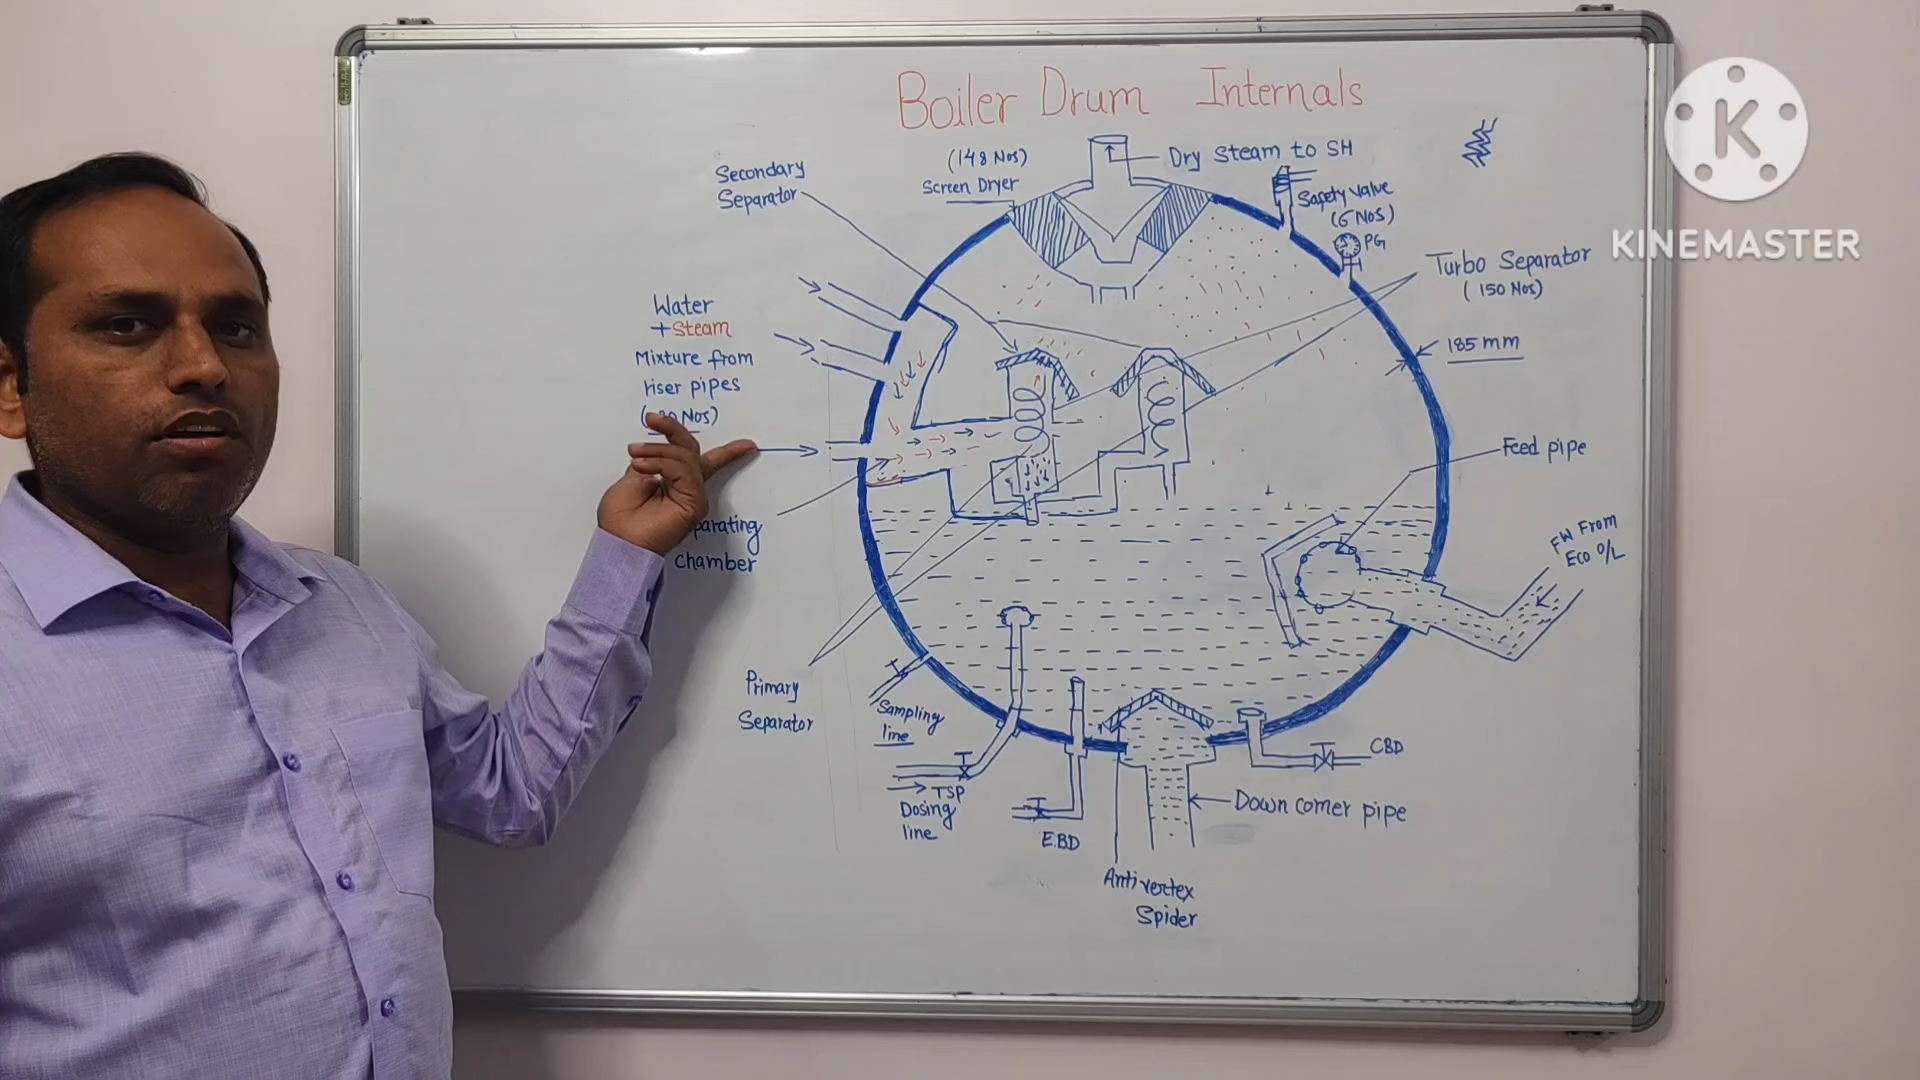 Boiler Drum Internals
K
KINEMASTER
Secondary
Separator
(148 Nos)
Screen Dryer
Dry Steam to SH
Safety valve
(6 Nos)
PG
Turbo Separator
(150 Nos)
Water
+ Steam
Mixture from
riser pipes
Nos)
185 mm
Feed pipe
FW From
Eco O/L
chamber
Primary
Separator
Sampling
line
TSP
Dosing
line
E.BD
CBD
Down comer pipe
Antivertex
Spider